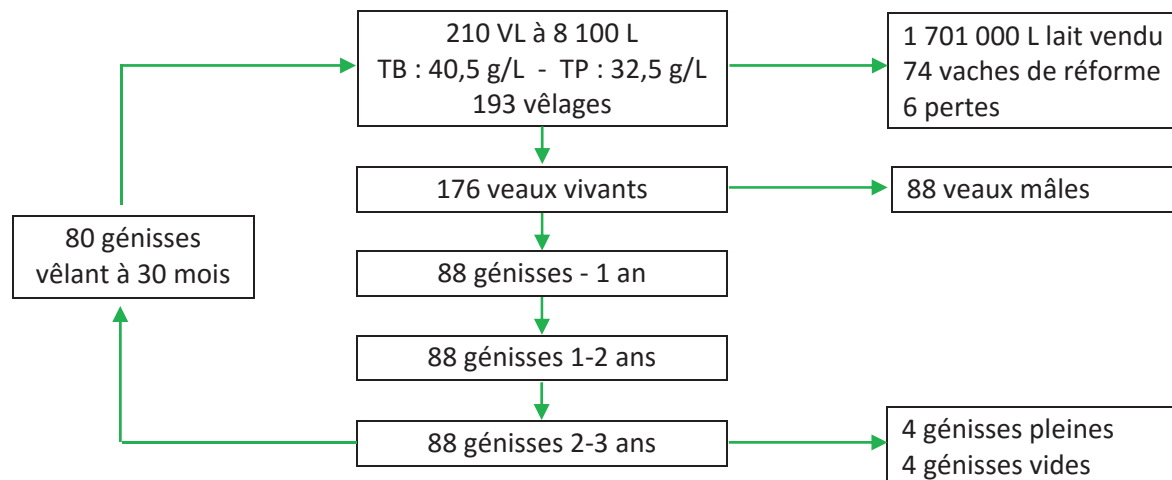 210 VL à 8 100 L
TB : 40,5 g/L - TP : 32,5 g/L
193 vêlages
1 701 000 L lait vendu
74 vaches de réforme
6 pertes
176 veaux vivants
88 veaux mâles
80 génisses
vêlant à 30 mois
88 génisses - 1 an
88 génisses 1-2 ans
88 génisses 2-3 ans
4 génisses pleines
4 génisses vides